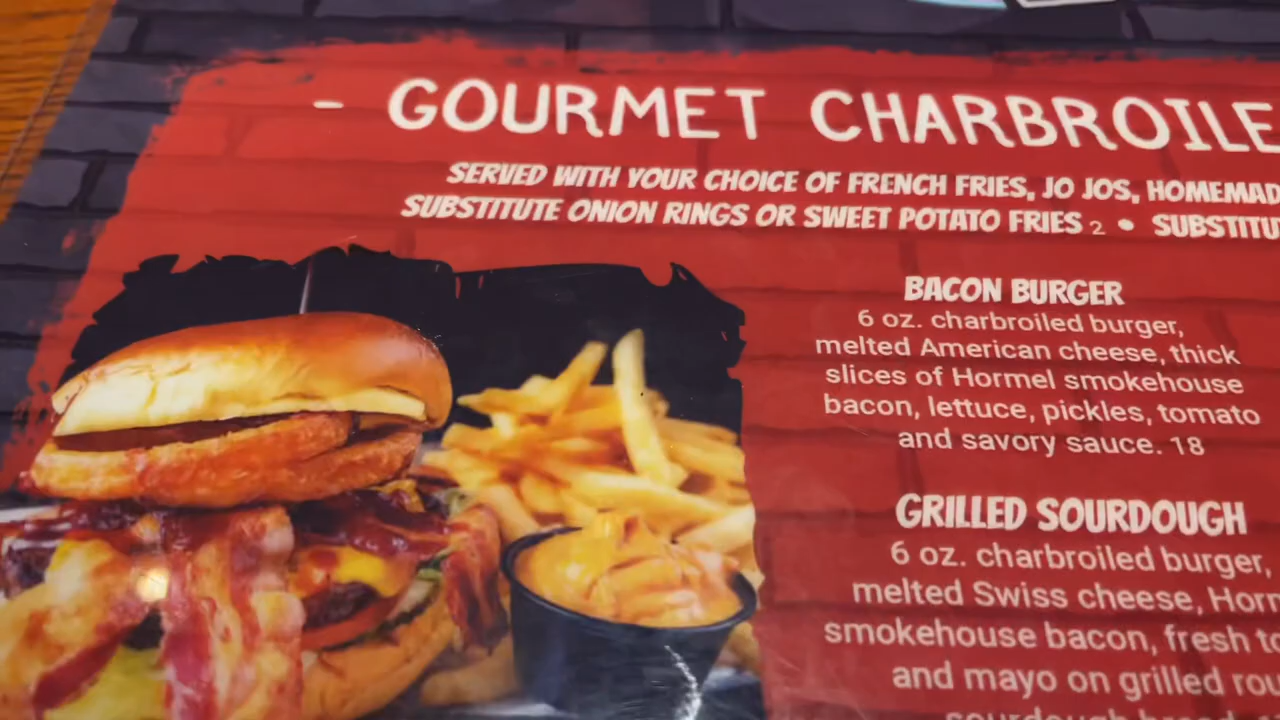 - GOURMET CHARBROILE
SERVED WITH YOUR CHOICE OF FRENCH FRIES, JO JOS, HOMEMAD
SUBSTITUTE ONION RINGS OR SWEET POTATO FRIES 2 • SUBSTITU
BACON BURGER
6 oz. charbroiled burger,
melted American cheese, thick
slices of Hormel smokehouse
bacon, lettuce, pickles, tomato
and savory sauce. 18
GRILLED SOURDOUGH
6 oz. charbroiled burger,
melted Swiss cheese, Horm
smokehouse bacon, fresh to
and mayo on grilled rou
sourdough